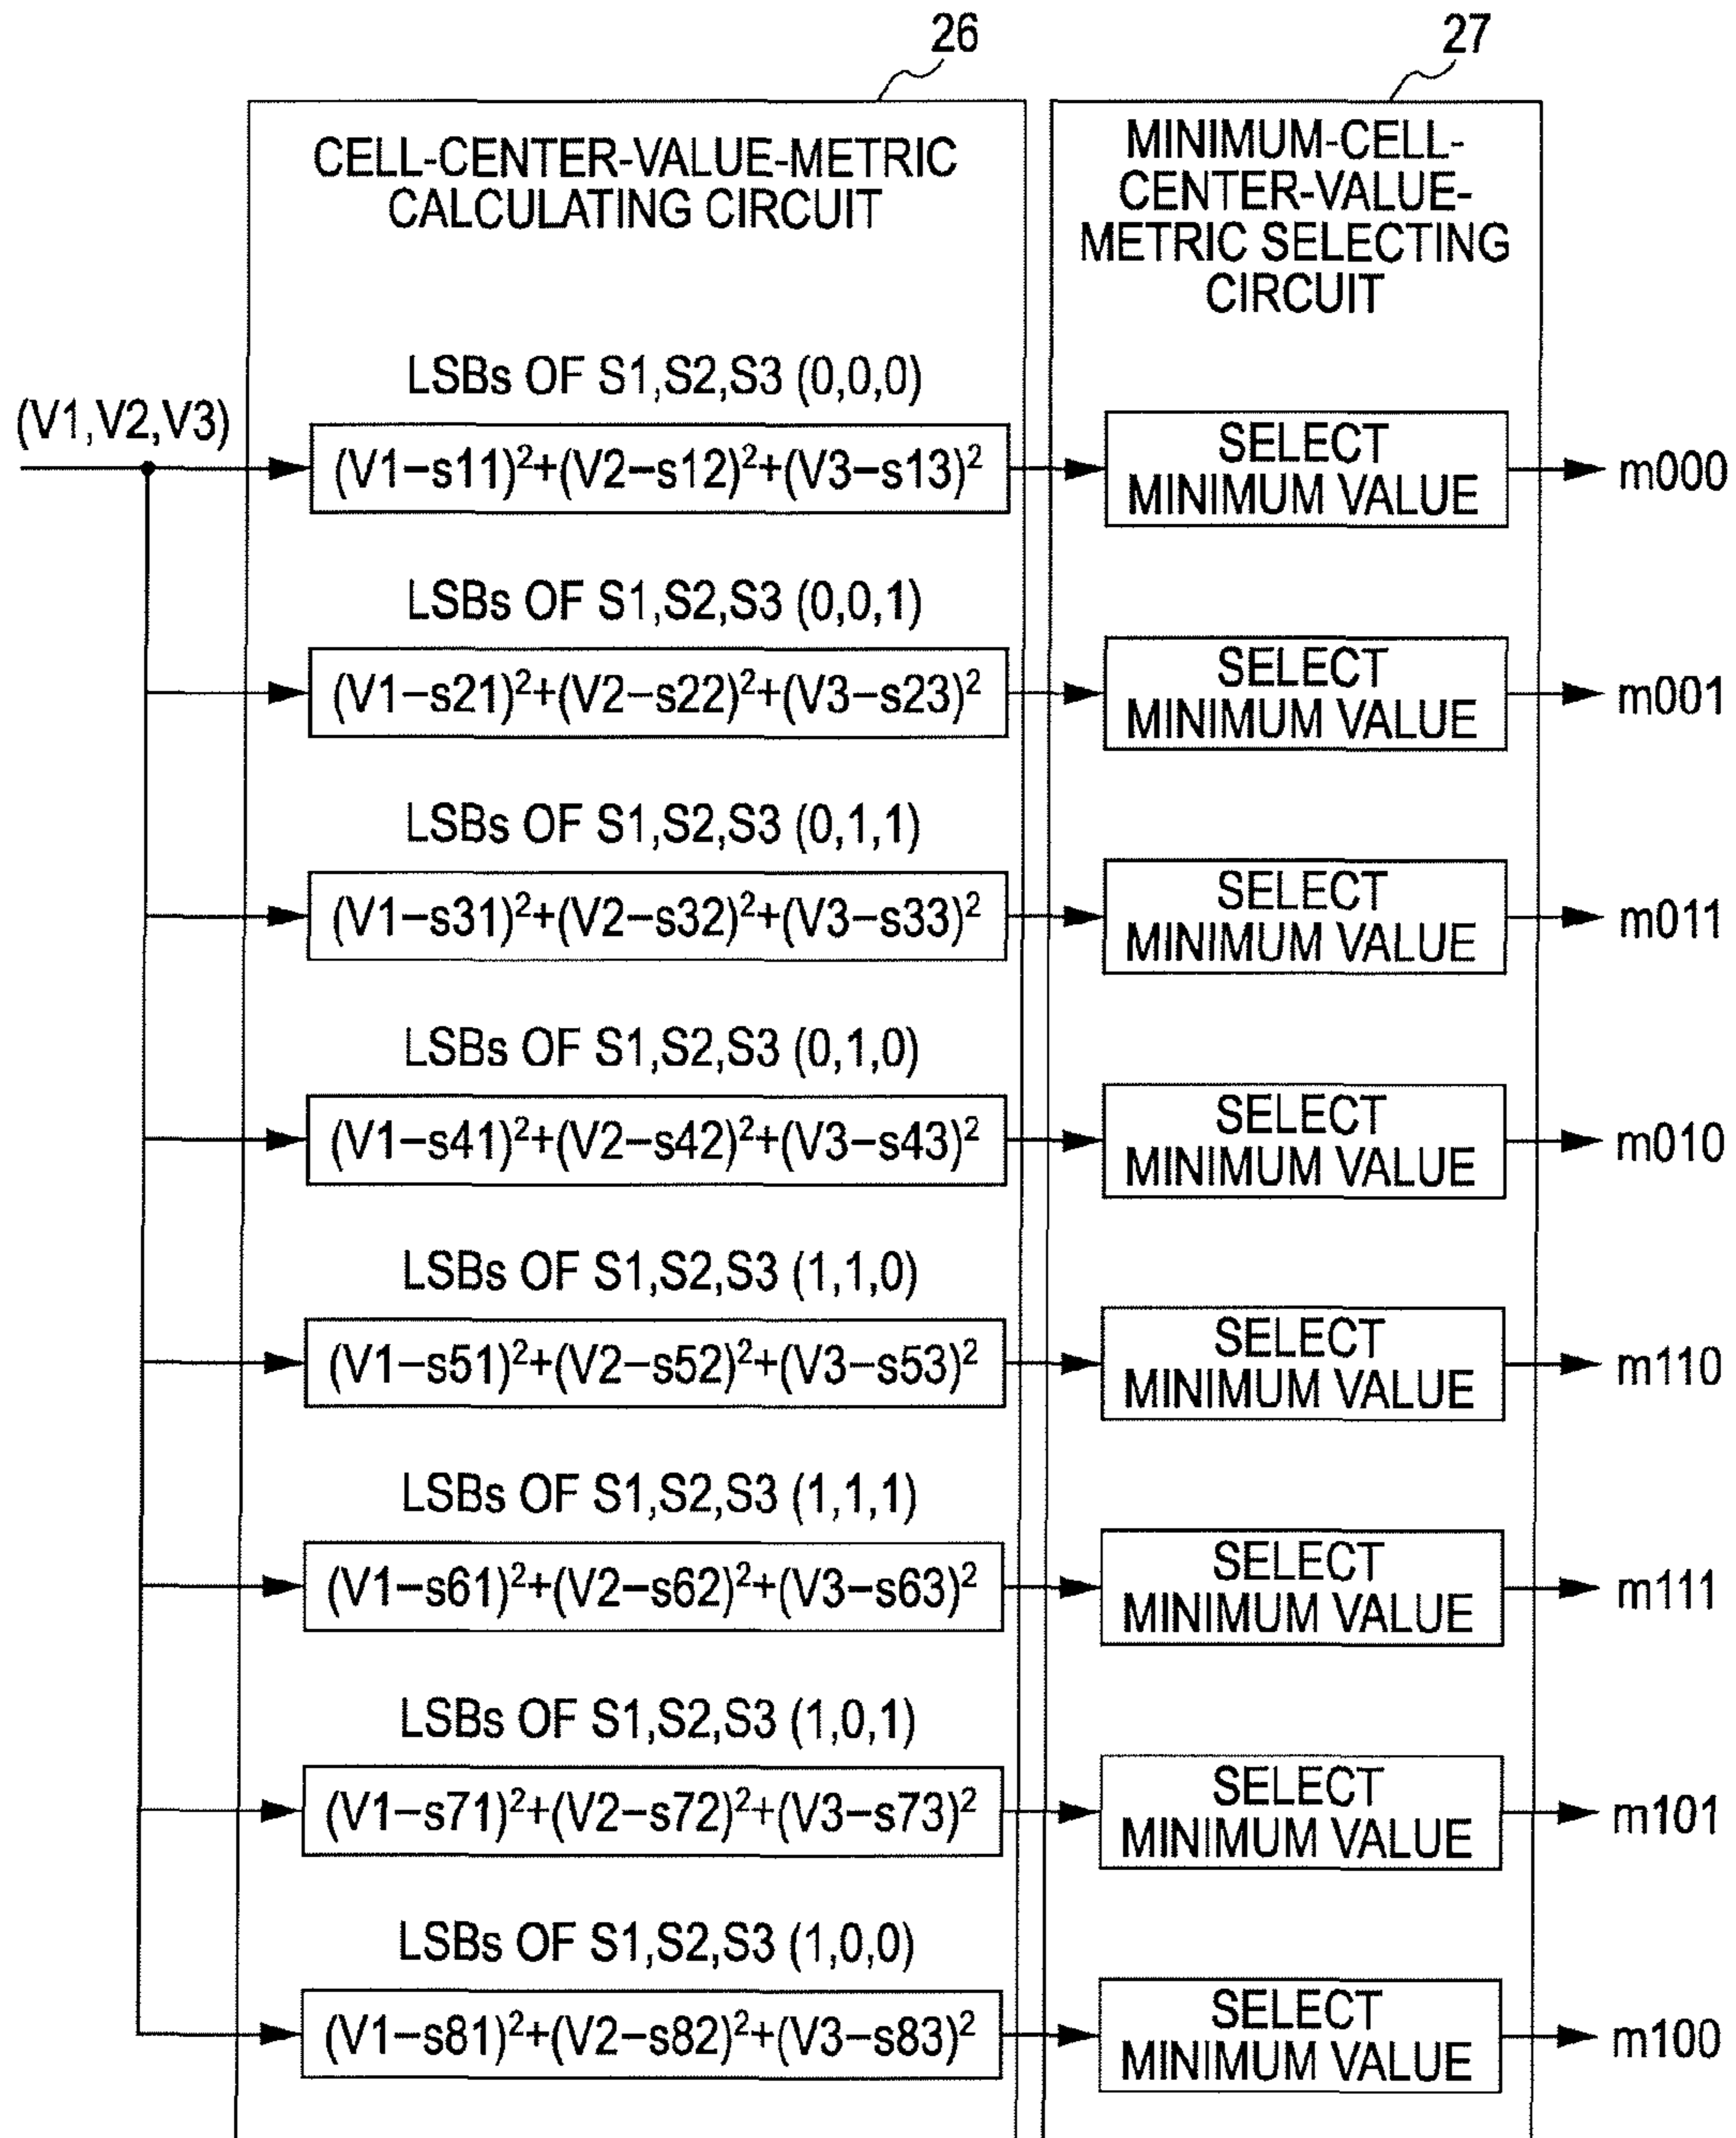 26
27
CELL-CENTER-VALUE-METRIC
CALCULATING CIRCUIT
MINIMUM-CELL-
CENTER-VALUE-
METRIC SELECTING
CIRCUIT
(V1,V2,V3)
LSBs OF S1,S2,S3 (0,0,0)
(V1−s11)²+(V2−s12)²+(V3−s13)²
SELECT
MINIMUM VALUE
m000
LSBs OF S1,S2,S3 (0,0,1)
(V1−s21)²+(V2−s22)²+(V3−s23)²
SELECT
MINIMUM VALUE
m001
LSBs OF S1,S2,S3 (0,1,1)
(V1−s31)²+(V2−s32)²+(V3−s33)²
SELECT
MINIMUM VALUE
m011
LSBs OF S1,S2,S3 (0,1,0)
(V1−s41)²+(V2−s42)²+(V3−s43)²
SELECT
MINIMUM VALUE
m010
LSBs OF S1,S2,S3 (1,1,0)
(V1−s51)²+(V2−s52)²+(V3−s53)²
SELECT
MINIMUM VALUE
m110
LSBs OF S1,S2,S3 (1,1,1)
(V1−s61)²+(V2−s62)²+(V3−s63)²
SELECT
MINIMUM VALUE
m111
LSBs OF S1,S2,S3 (1,0,1)
(V1−s71)²+(V2−s72)²+(V3−s73)²
SELECT
MINIMUM VALUE
m101
LSBs OF S1,S2,S3 (1,0,0)
(V1−s81)²+(V2−s82)²+(V3−s83)²
SELECT
MINIMUM VALUE
m100